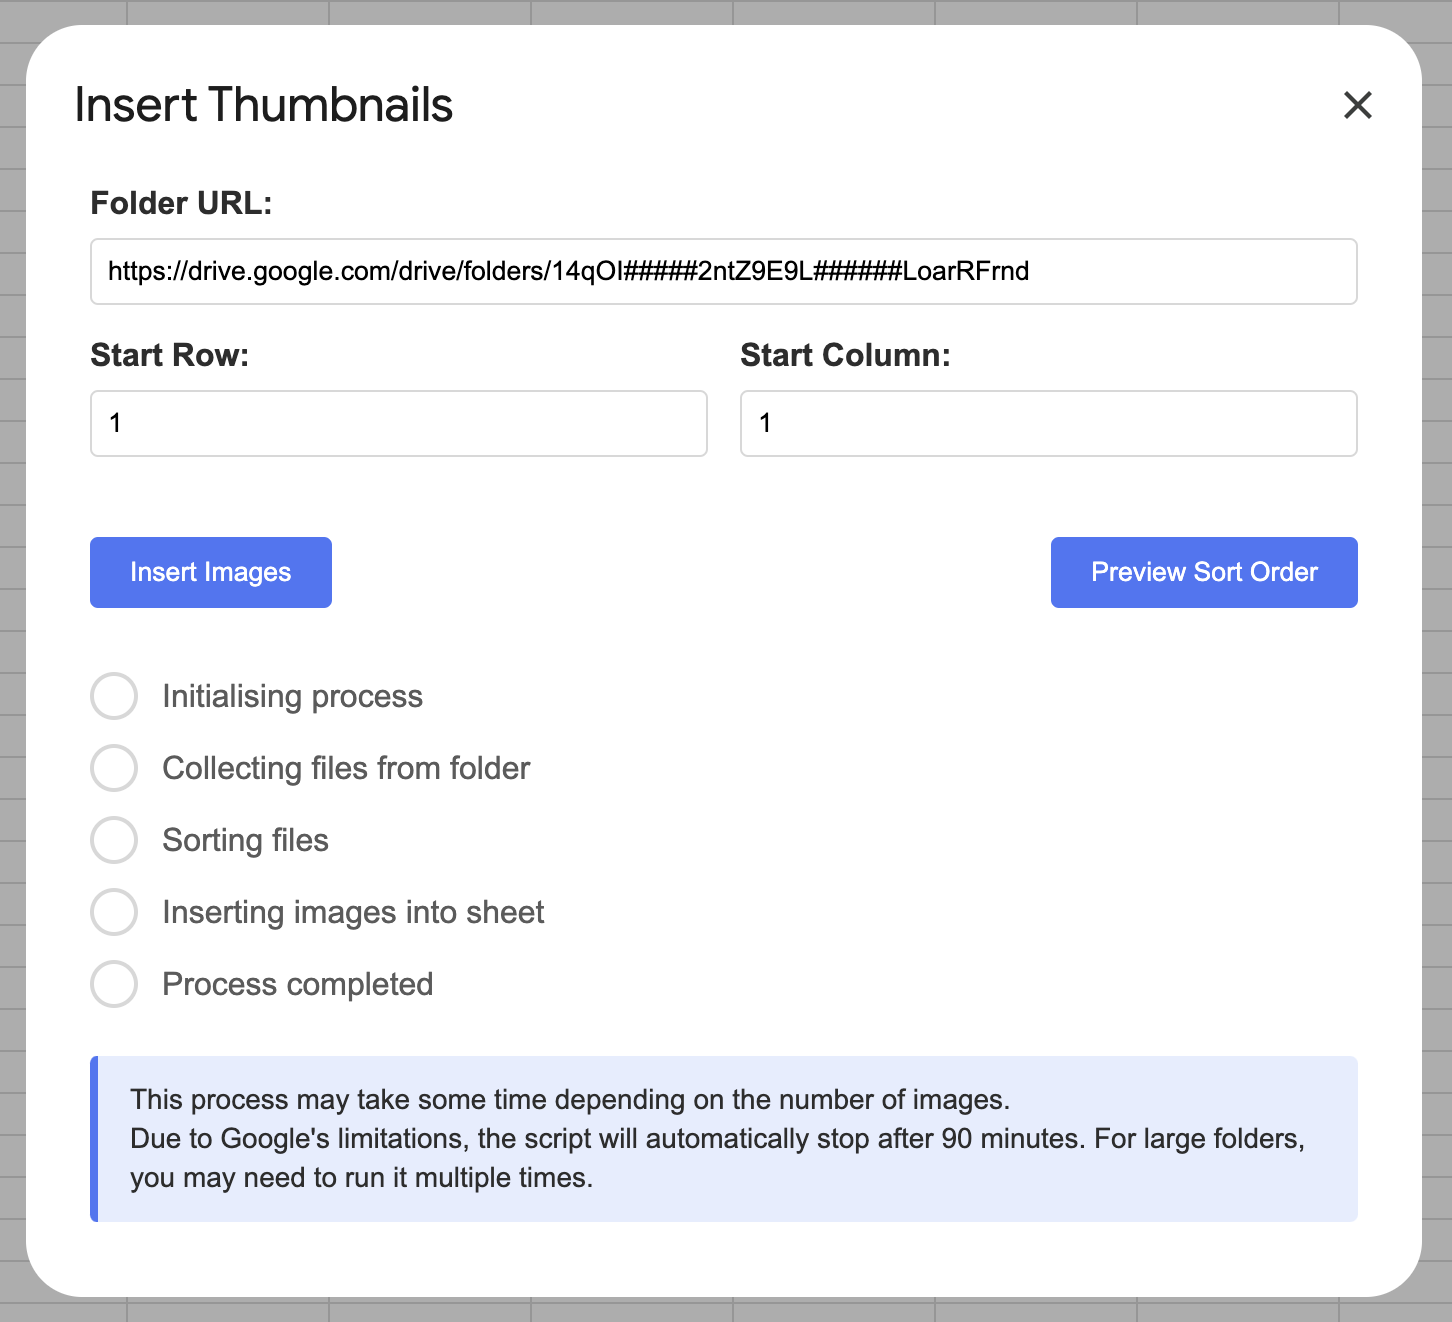 Insert Thumbnails
Folder URL:
https://drive.google.com/drive/folders/14qOI#####2ntZ9E9L######LoarRFrnd
Start Row:
Start Column:
1
1
Insert Images
Preview Sort Order
Initialising process
Collecting files from folder
Sorting files
Inserting images into sheet
Process completed
This process may take some time depending on the number of images.
Due to Google's limitations, the script will automatically stop after 90 minutes. For large folders,
you may need to run it multiple times.